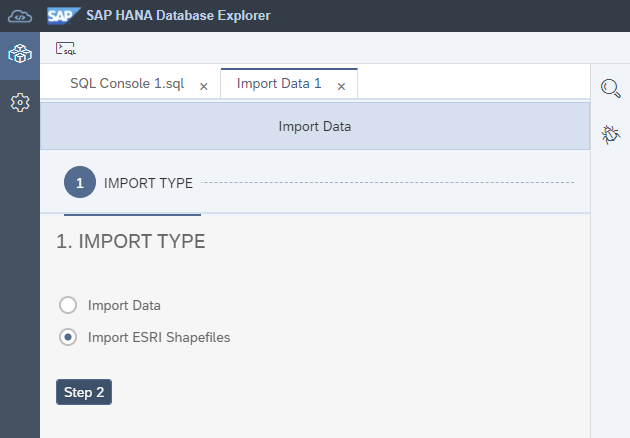 SAP SAP HANA Database Explorer
SQL
SQL Console 1.sql × Import Data 1 ×
Import Data
1 IMPORT TYPE
1. IMPORT TYPE
Import Data
Import ESRI Shapefiles
Step 2